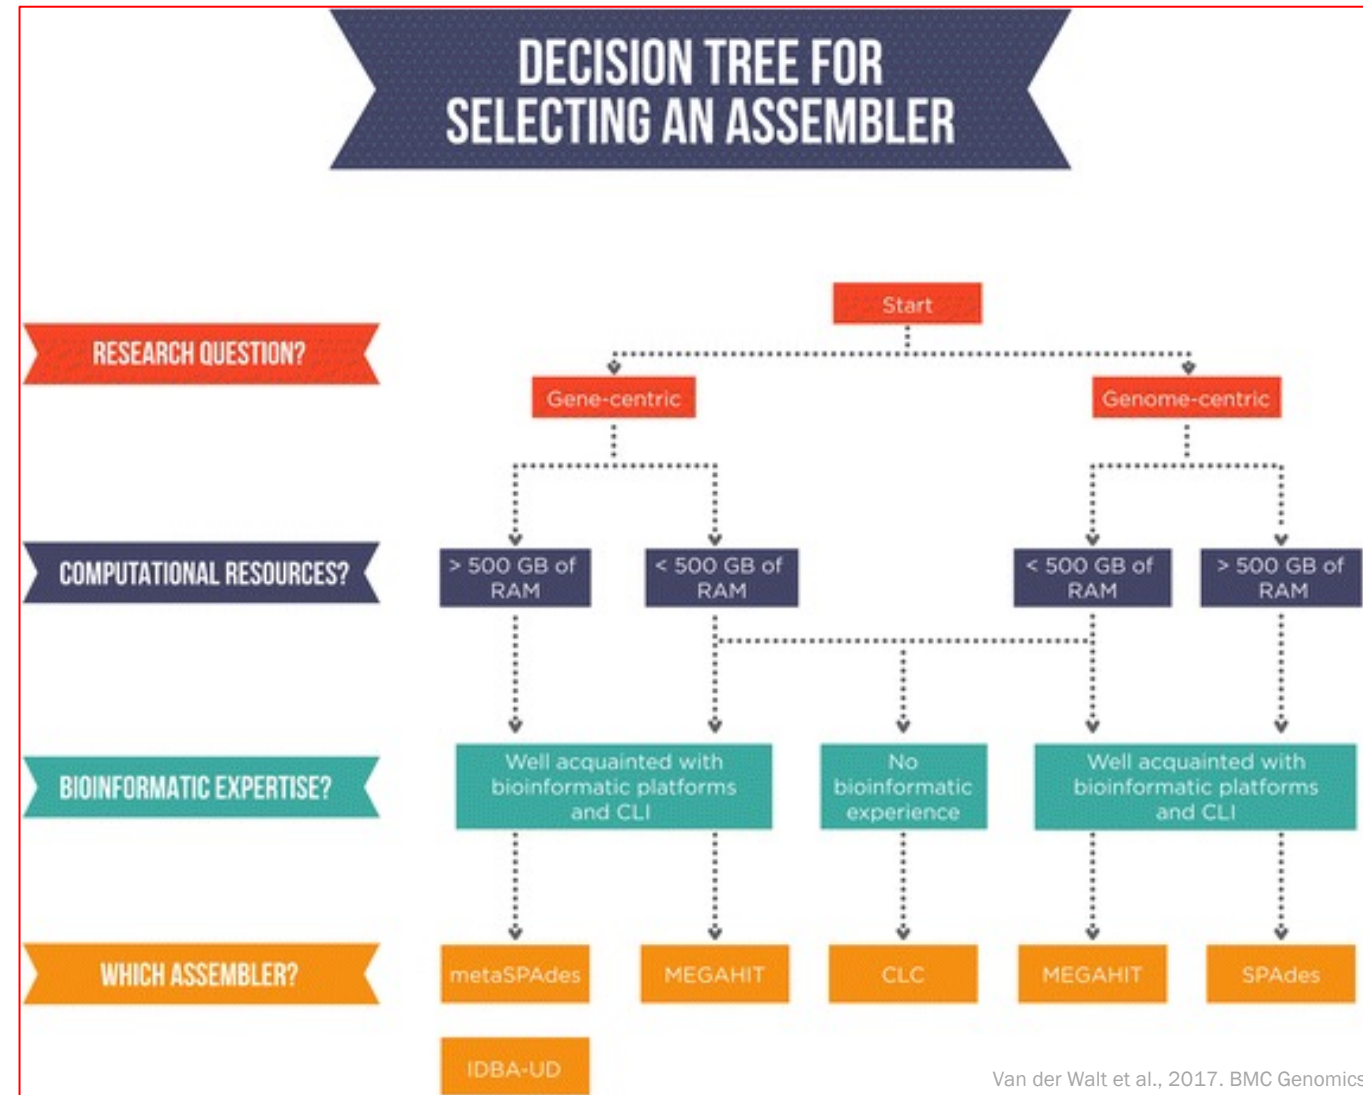 DECISION TREE FOR
SELECTING AN ASSEMBLER
Start
RESEARCH QUESTION?
Gene-centric
Genome-centric
COMPUTATIONAL RESOURCES?
> 500 GB of
RAM
< 500 GB of
RAM
< 500 GB of
RAM
> 500 GB of
RAM
BIOINFORMATIC EXPERTISE?
Well acquainted with
bioinformatic platforms
and CLI
No
bioinformatic
experience
Well acquainted with
bioinformatic platforms
and CLI
WHICH ASSEMBLER?
metaSPAdes
MEGAHIT
CLC
MEGAHIT
SPAdes
IDBA-UD
Van der Walt et al., 2017. BMC Genomics